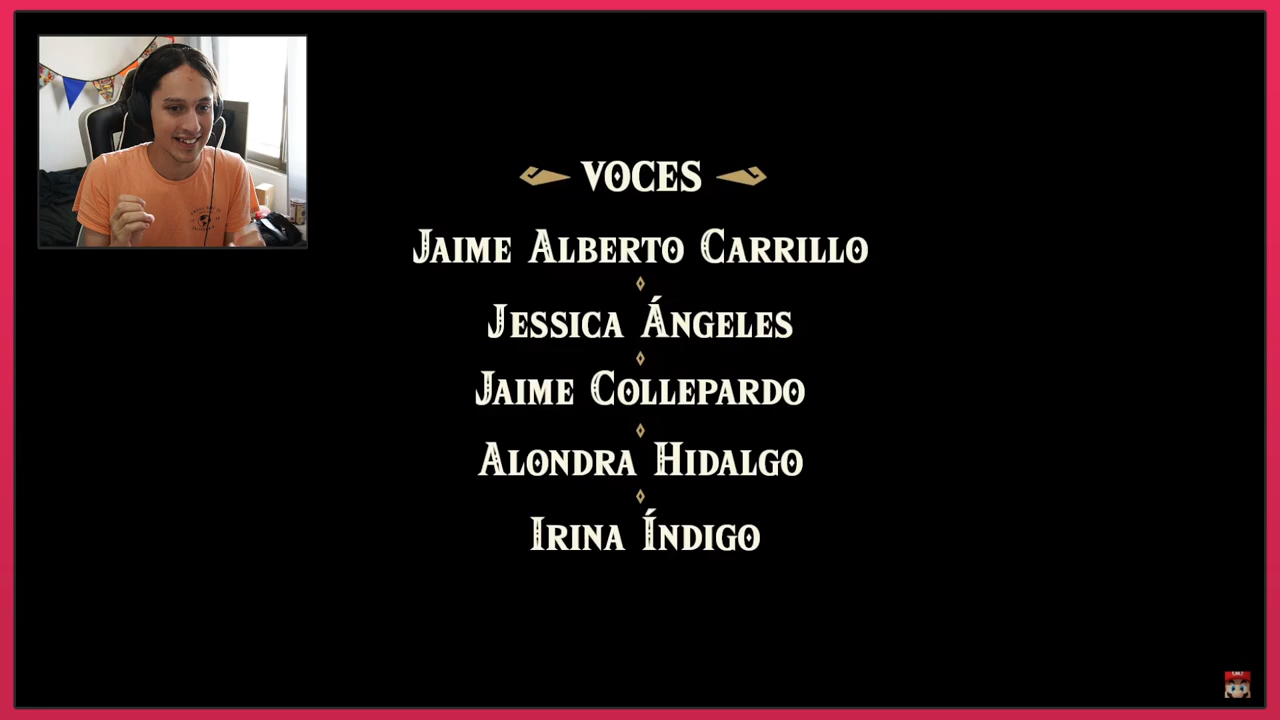 VOCES
JAIME ALBERTO CARRILLO
JESSICA ÁNGELES
JAIME COLLEPARDO
ALONDRA HIDALGO
IRINA ÍNDIGO